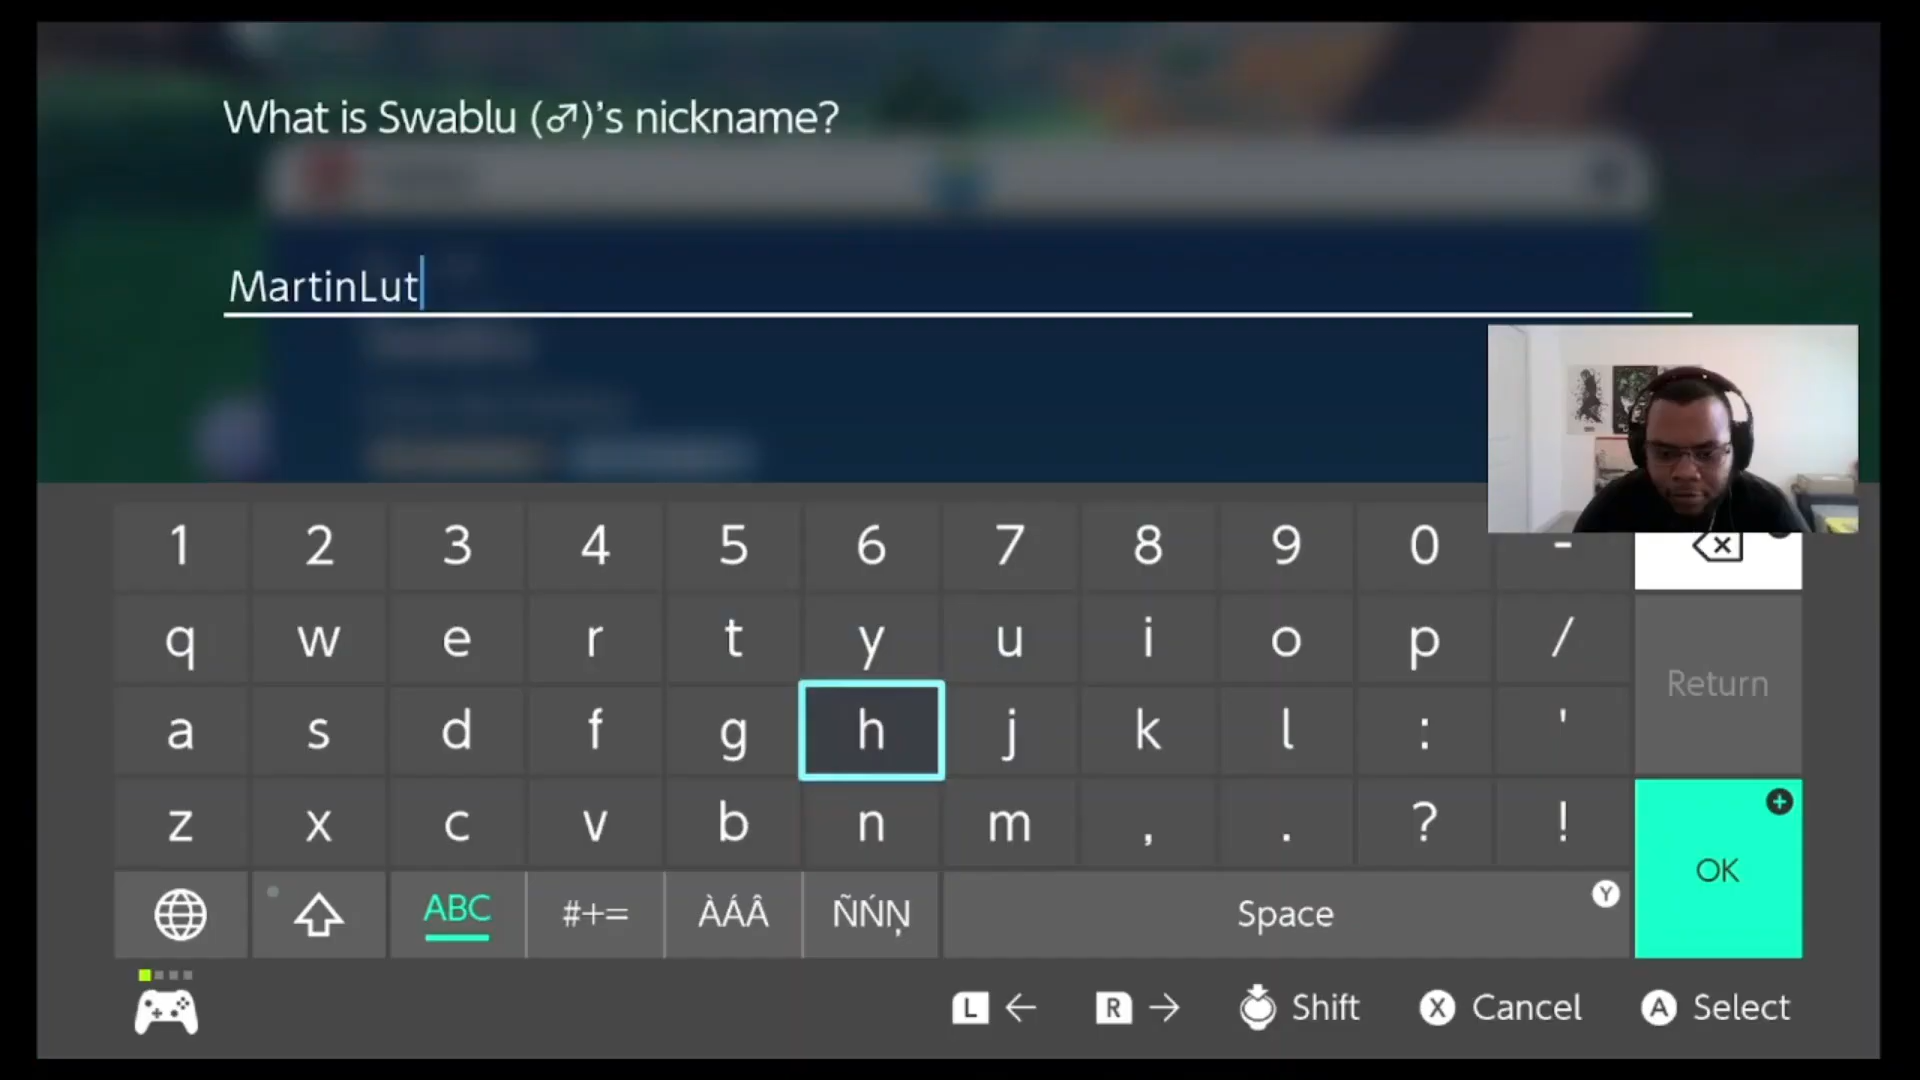 What is Swablu (♂)'s nickname?
MartinLut
1 2 3 4 5 6 7 8 9 0 -
q w e r t y u i o p /
Return
a s d f g h j k l : '
z x c v b n m , . ? !
+
OK
ABC #+= ÀÁÂ ÑŃŅ Space Y
L ← R → Shift X Cancel A Select